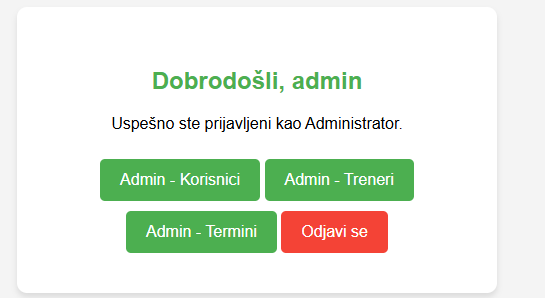 Dobrodošli, admin
Uspešno ste prijavljeni kao Administrator.
Admin - Korisnici Admin - Treneri
Admin - Termini Odjavi se